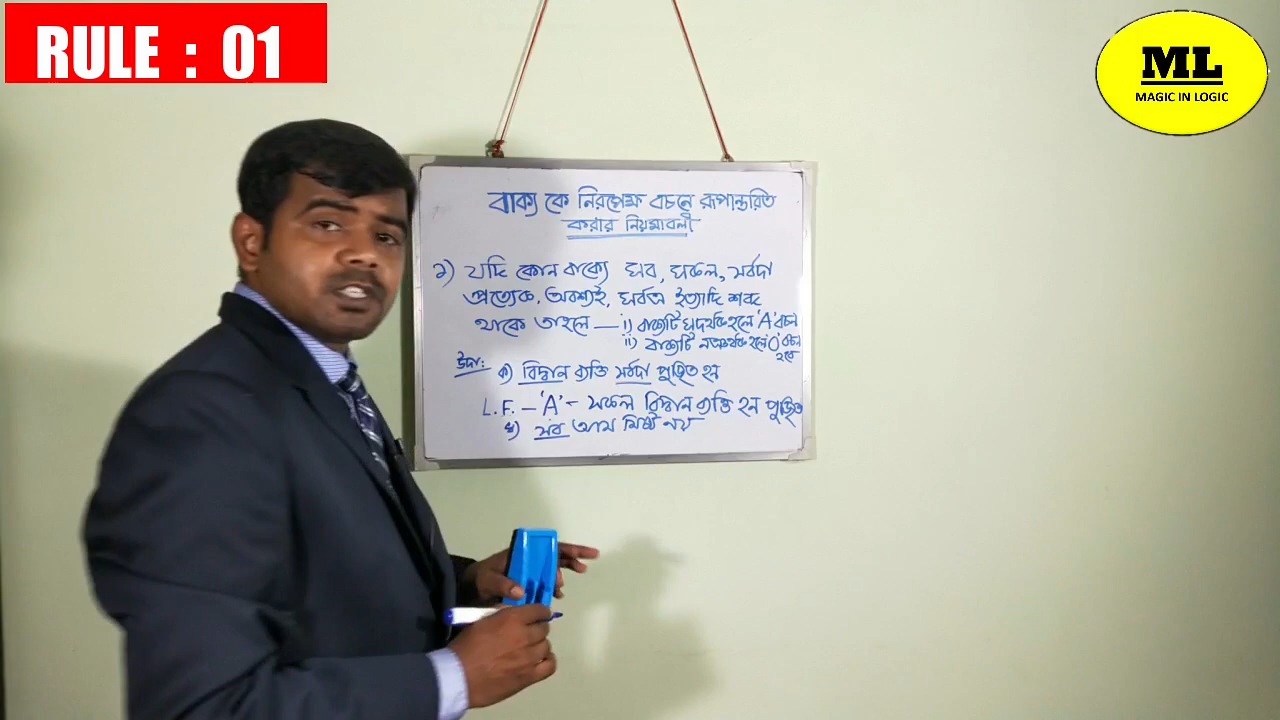 RULE : 01
ML
MAGIC IN LOGIC
বাক্য কে নিরপেক্ষ বচনে রূপান্তরিত
করার নিয়মাবলী
১) যদি কোন বাক্যে সব, সকল, সর্বদা
প্রত্যেক, অবশ্যই, সর্বত্র ইত্যাদি শব্দ
থাকে তাহলে — i) বাক্যটি সদর্থক হলে 'A' বচন
ii) বাক্যটি নঞর্থক হলে 'O' বচন
হবে
উদা: ক) বিদ্বান ব্যক্তি সর্বদা পূজিত হন
L.F. – 'A' – সকল বিদ্বান ব্যক্তি হন পূজিত
খ) সব আম মিষ্টি নয়